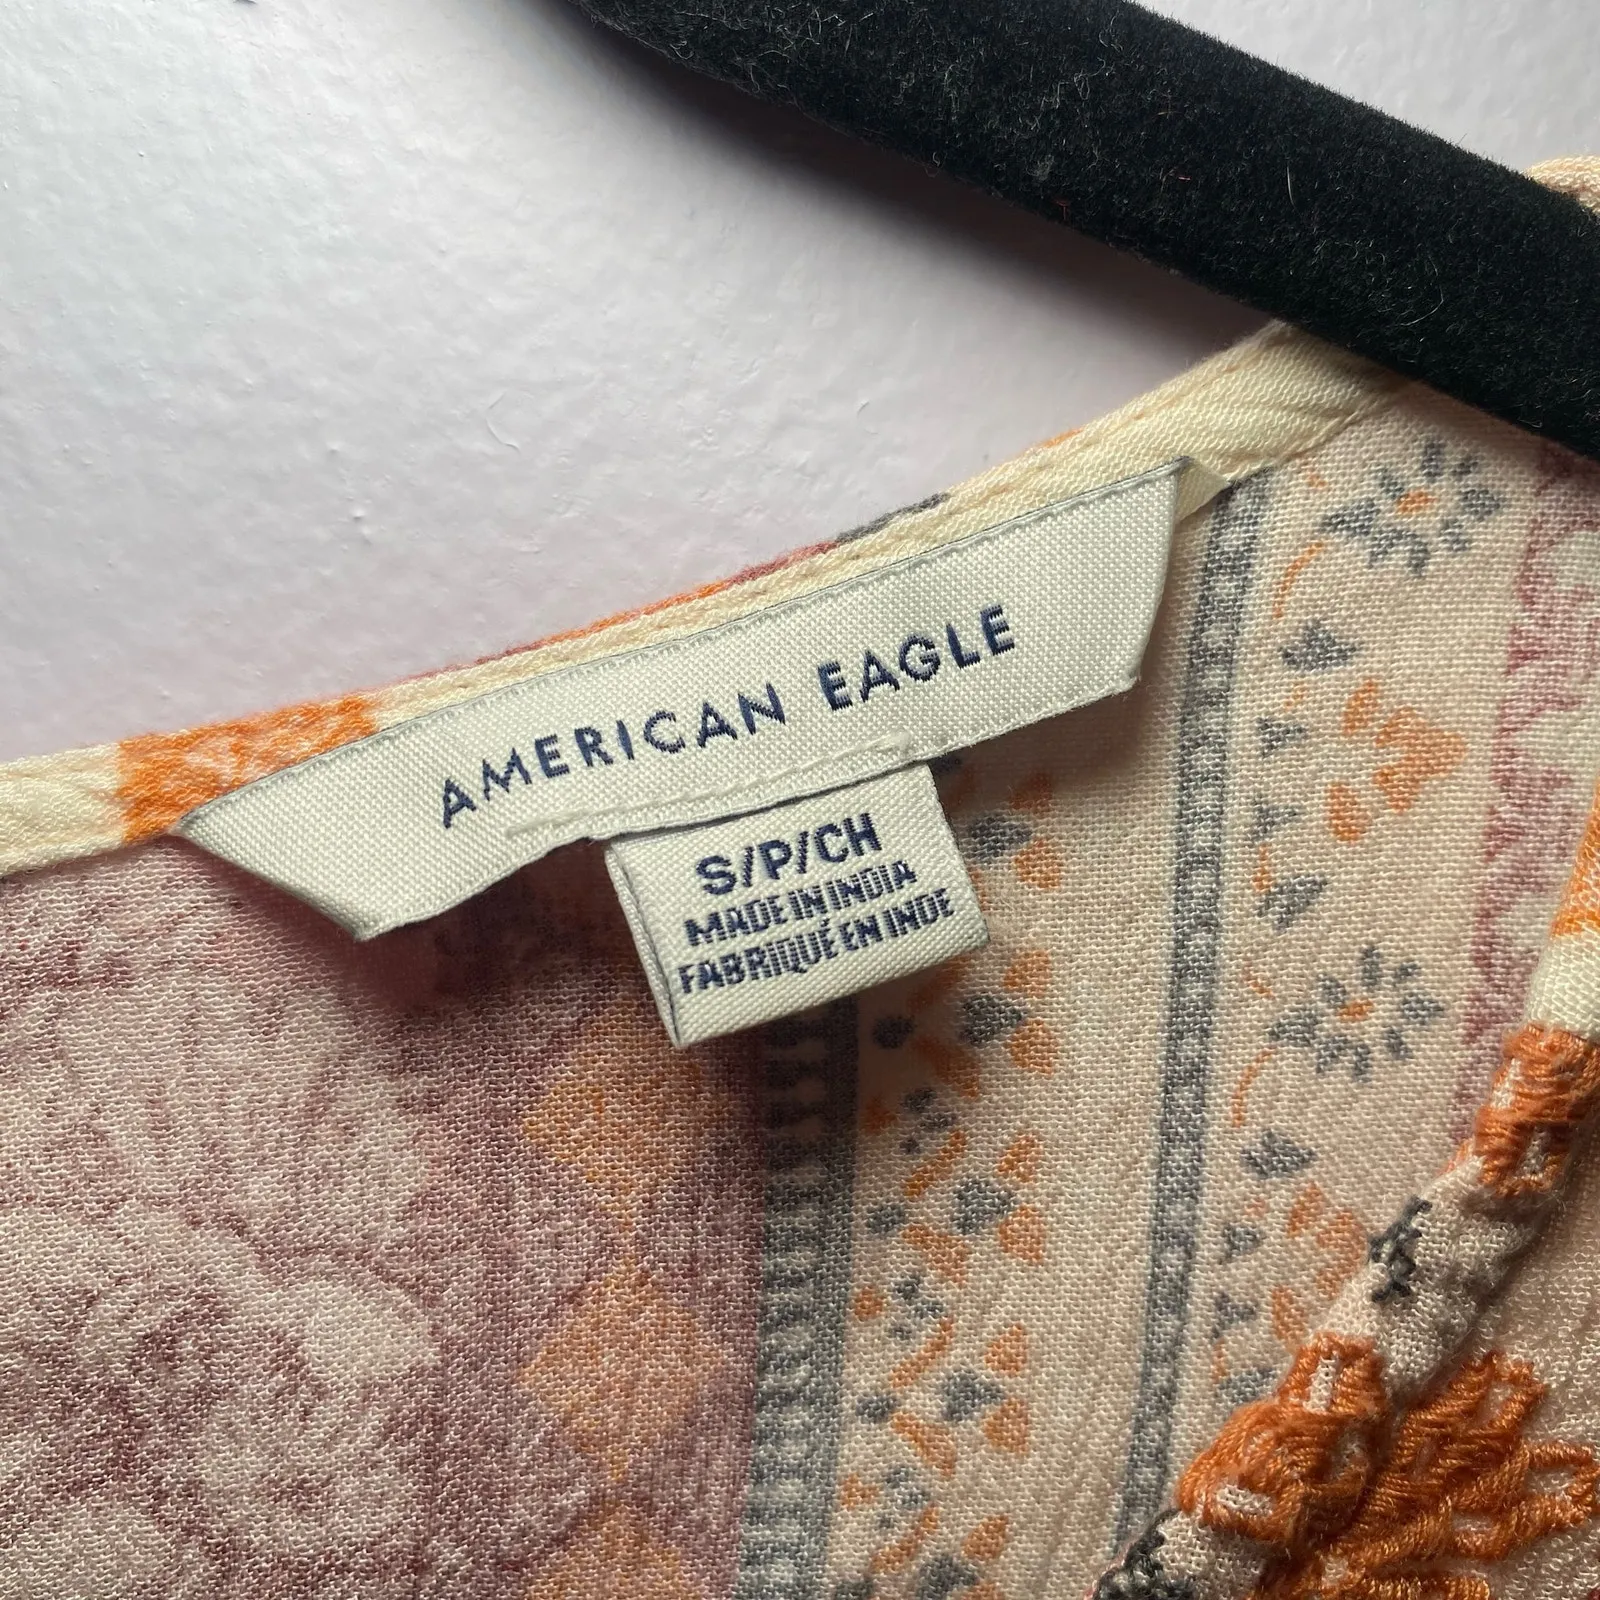 AMERICAN EAGLE
S/P/CH
MADE IN INDIA
FABRIQUÉ EN INDE